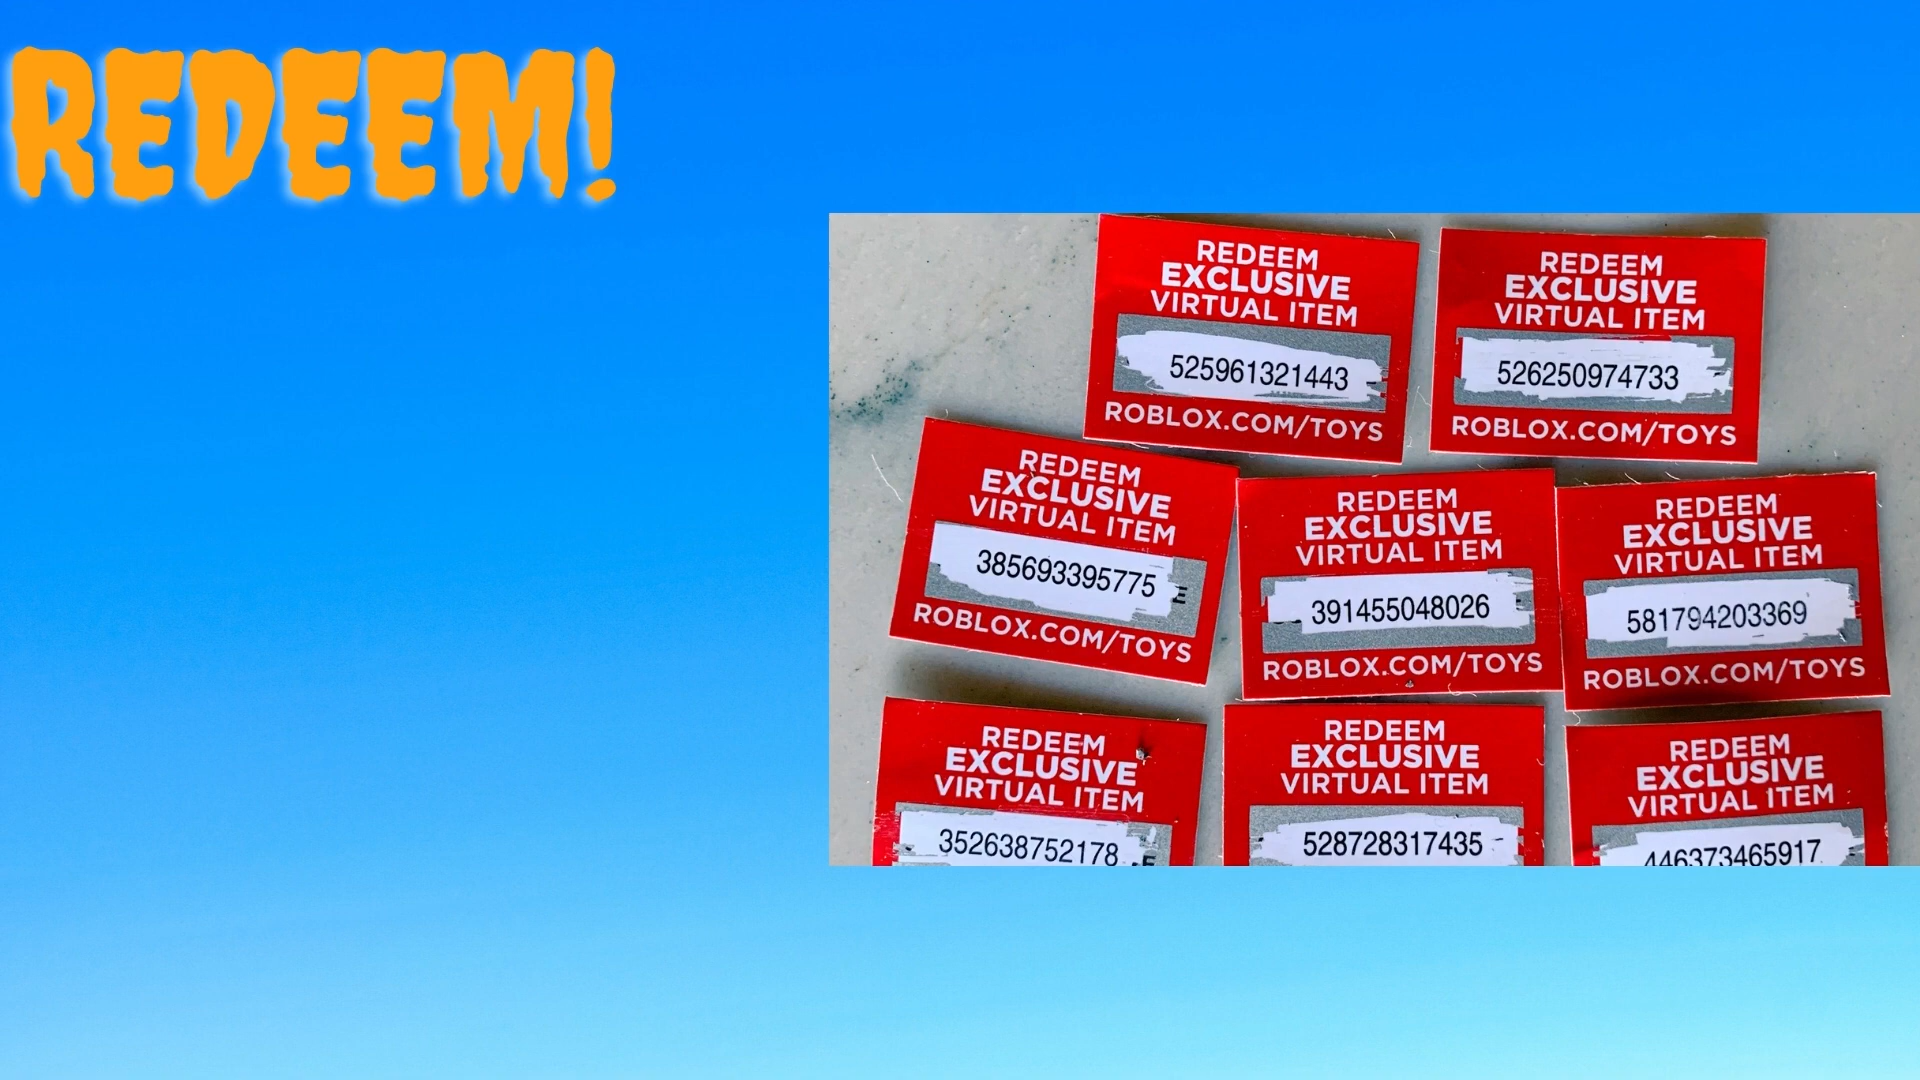 REDEEM!
REDEEM
EXCLUSIVE
VIRTUAL ITEM
525961321443
ROBLOX.COM/TOYS
REDEEM
EXCLUSIVE
VIRTUAL ITEM
526250974733
ROBLOX.COM/TOYS
REDEEM
EXCLUSIVE
VIRTUAL ITEM
385693395775
ROBLOX.COM/TOYS
REDEEM
EXCLUSIVE
VIRTUAL ITEM
391455048026
ROBLOX.COM/TOYS
REDEEM
EXCLUSIVE
VIRTUAL ITEM
581794203369
ROBLOX.COM/TOYS
REDEEM
EXCLUSIVE
VIRTUAL ITEM
352638752178
REDEEM
EXCLUSIVE
VIRTUAL ITEM
528728317435
REDEEM
EXCLUSIVE
VIRTUAL ITEM
446373465917